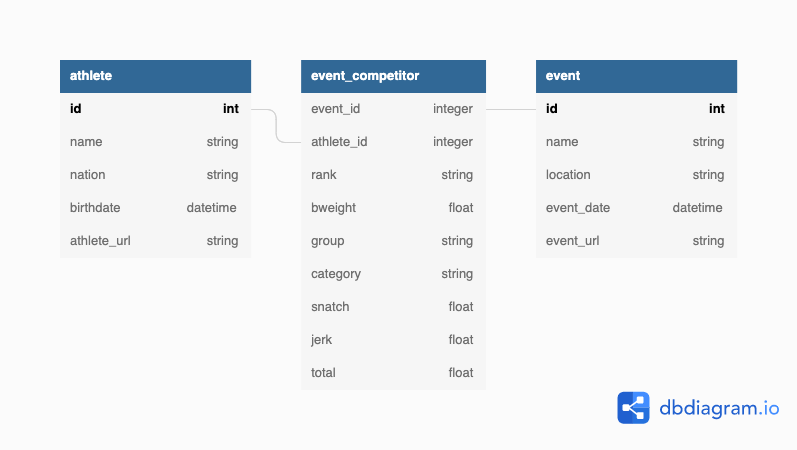 athlete
id int
name string
nation string
birthdate datetime
athlete_url string
event_competitor
event_id integer
athlete_id integer
rank string
bweight float
group string
category string
snatch float
jerk float
total float
event
id int
name string
location string
event_date datetime
event_url string
dbdiagram.io